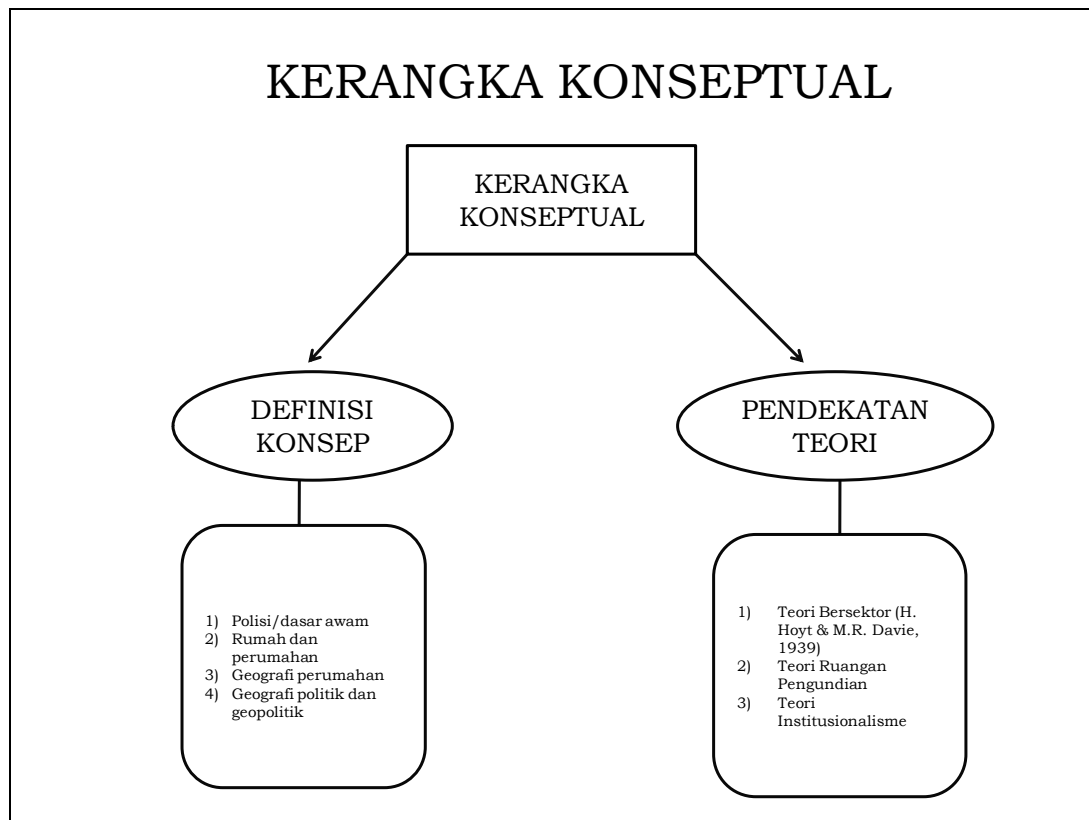 KERANGKA KONSEPTUAL
KERANGKA
KONSEPTUAL
DEFINISI
KONSEP
PENDEKATAN
TEORI
1) Polisi/dasar awam
2) Rumah dan
perumahan
3) Geografi perumahan
4) Geografi politik dan
geopolitik
1) Teori Bersektor (H.
Hoyt & M.R. Davie,
1939)
2) Teori Ruangan
Pengundian
3) Teori
Institusionalisme